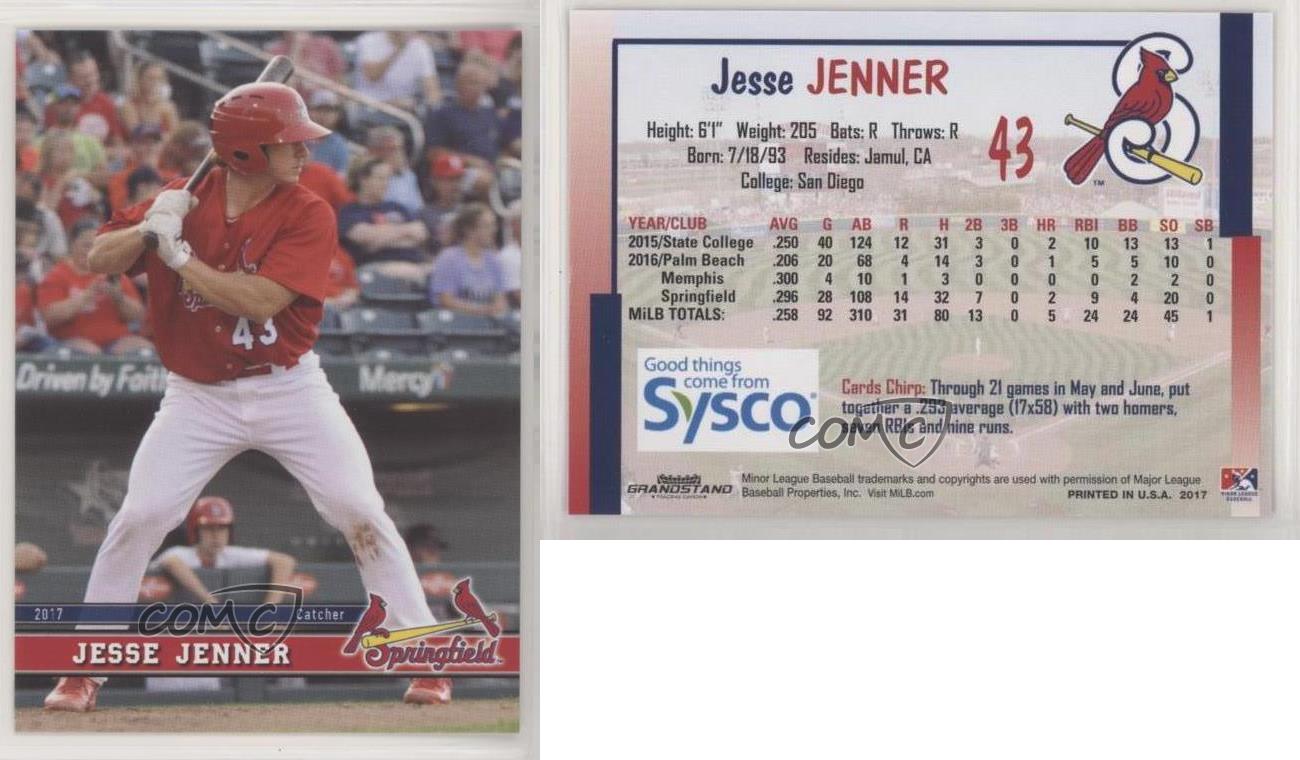 Springfield
43
Driven by Faith
Mercy
2017 Catcher
COMC
JESSE JENNER
Springfield
Jesse JENNER
Height: 6'1" Weight: 205 Bats: R Throws: R
Born: 7/18/93 Resides: Jamul, CA
College: San Diego
43
TM
YEAR/CLUB AVG G AB R H 2B 3B HR RBI BB SO SB
2015/State College .250 40 124 12 31 3 0 2 10 13 13 1
2016/Palm Beach .206 20 68 4 14 3 0 1 5 5 10 0
Memphis .300 4 10 1 3 0 0 0 0 2 2 0
Springfield .296 28 108 14 32 7 0 2 9 4 20 0
MiLB TOTALS: .258 92 310 31 80 13 0 5 24 24 45 1
Good things
come from
Sysco
Cards Chirp: Through 21 games in May and June, put
together a .293 average (17x58) with two homers,
seven RBIs and nine runs.
COMC
GRANDSTAND
TRADING CARDS
Minor League Baseball trademarks and copyrights are used with permission of Major League
Baseball Properties, Inc. Visit MiLB.com
PRINTED IN U.S.A. 2017
MINOR LEAGUE
BASEBALL